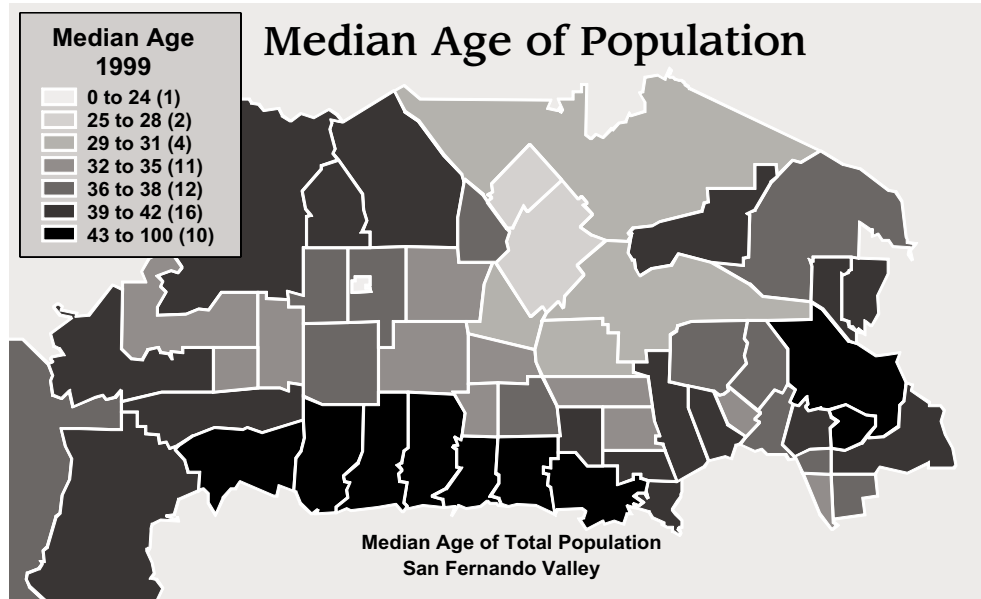 Median Age of Population
Median Age
1999
0 to 24 (1)
25 to 28 (2)
29 to 31 (4)
32 to 35 (11)
36 to 38 (12)
39 to 42 (16)
43 to 100 (10)
Median Age of Total Population
San Fernando Valley